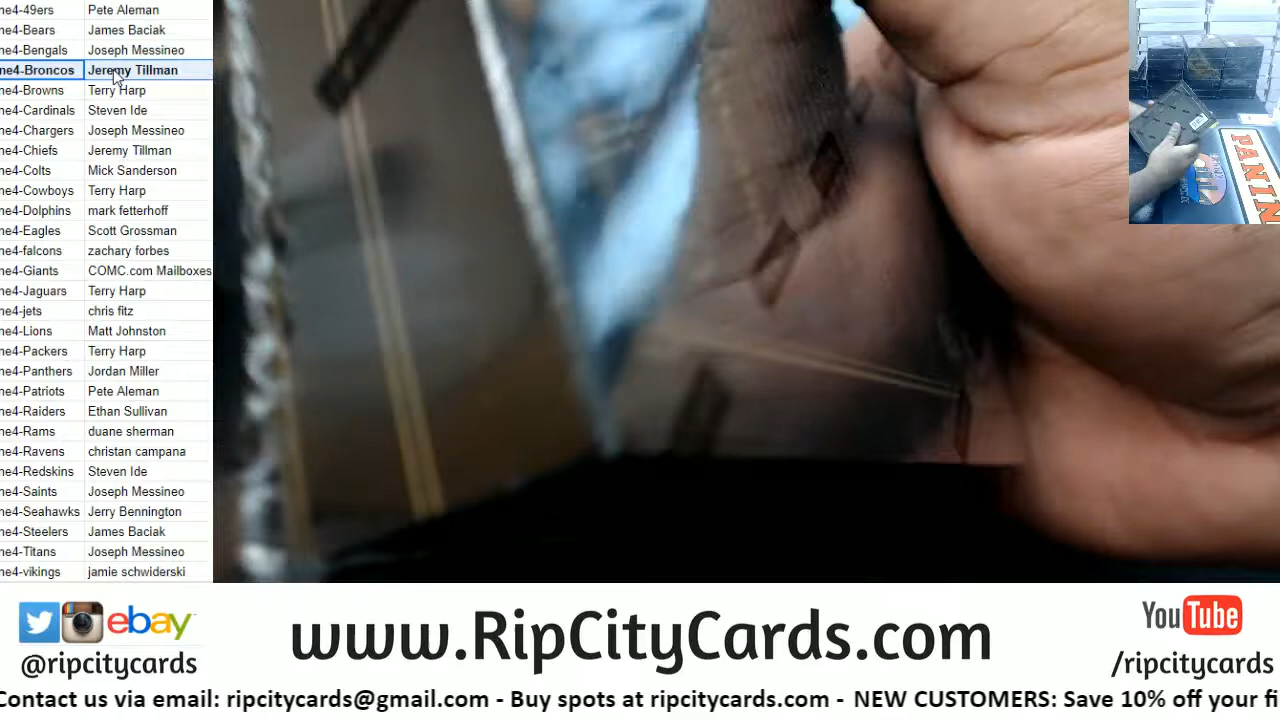 ne4-49ers Pete Aleman
ne4-Bears James Baciak
ne4-Bengals Joseph Messineo
ne4-Broncos Jeremy Tillman
ne4-Browns Terry Harp
ne4-Cardinals Steven Ide
ne4-Chargers Joseph Messineo
ne4-Chiefs Jeremy Tillman
ne4-Colts Mick Sanderson
ne4-Cowboys Terry Harp
ne4-Dolphins mark fetterhoff
ne4-Eagles Scott Grossman
ne4-falcons zachary forbes
ne4-Giants COMC.com Mailboxes
ne4-Jaguars Terry Harp
ne4-jets chris fitz
ne4-Lions Matt Johnston
ne4-Packers Terry Harp
ne4-Panthers Jordan Miller
ne4-Patriots Pete Aleman
ne4-Raiders Ethan Sullivan
ne4-Rams duane sherman
ne4-Ravens christan campana
ne4-Redskins Steven Ide
ne4-Saints Joseph Messineo
ne4-Seahawks Jerry Bennington
ne4-Steelers James Baciak
ne4-Titans Joseph Messineo
ne4-vikings jamie schwiderski
PANINI
ebay
@ripcitycards
www.RipCityCards.com
YouTube
/ripcitycards
Contact us via email: ripcitycards@gmail.com - Buy spots at ripcitycards.com - NEW CUSTOMERS: Save 10% off your fi